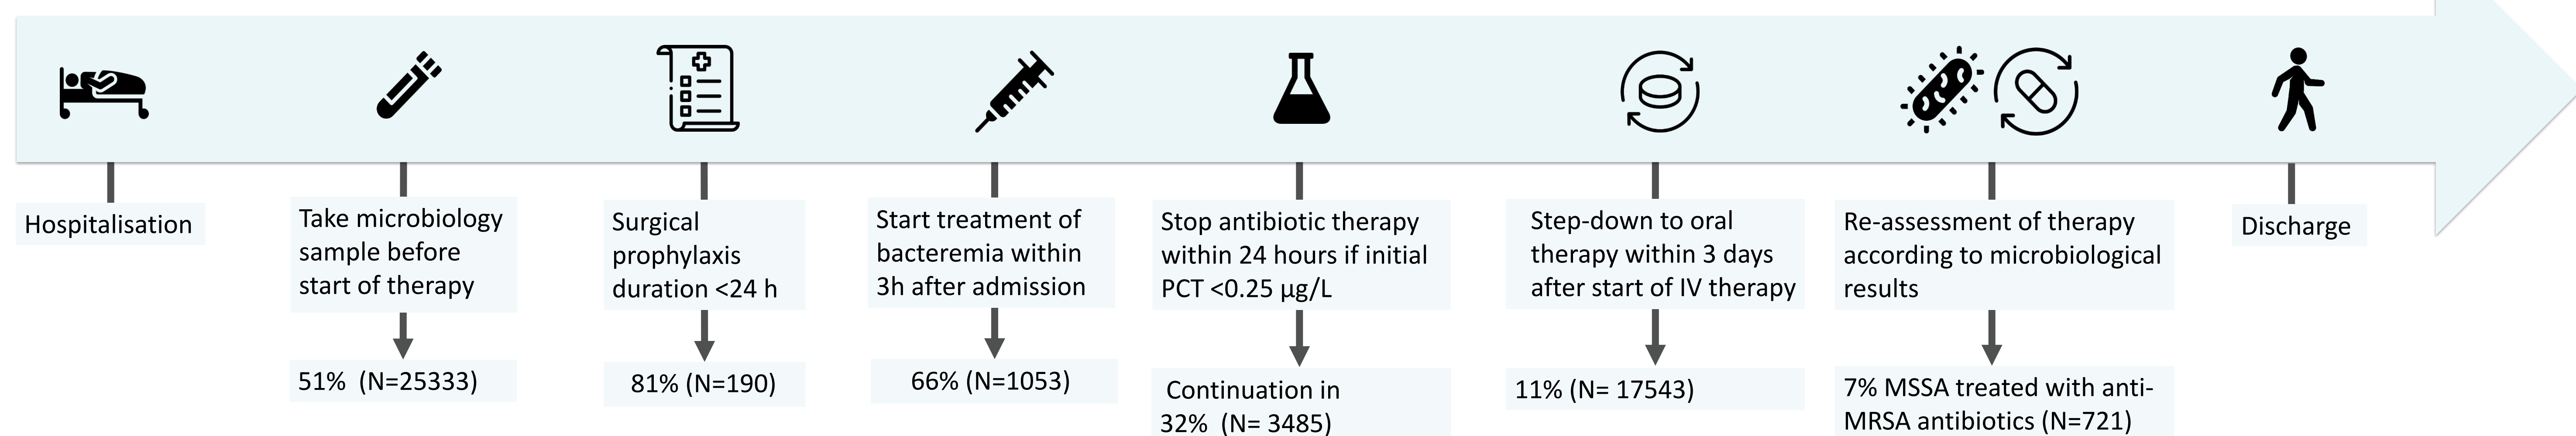 Hospitalisation
Take microbiology
sample before
start of therapy
51%  (N=25333)
Surgical
prophylaxis
duration <24 h
81% (N=190)
Start treatment of
bacteremia within
3h after admission
66% (N=1053)
Stop antibiotic therapy
within 24 hours if initial
PCT <0.25 µg/L
Continuation in
32%  (N= 3485)
Step-down to oral
therapy within 3 days
after start of IV therapy
11% (N= 17543)
Re-assessment of therapy
according to microbiological
results
7% MSSA treated with anti-
MRSA antibiotics (N=721)
Discharge